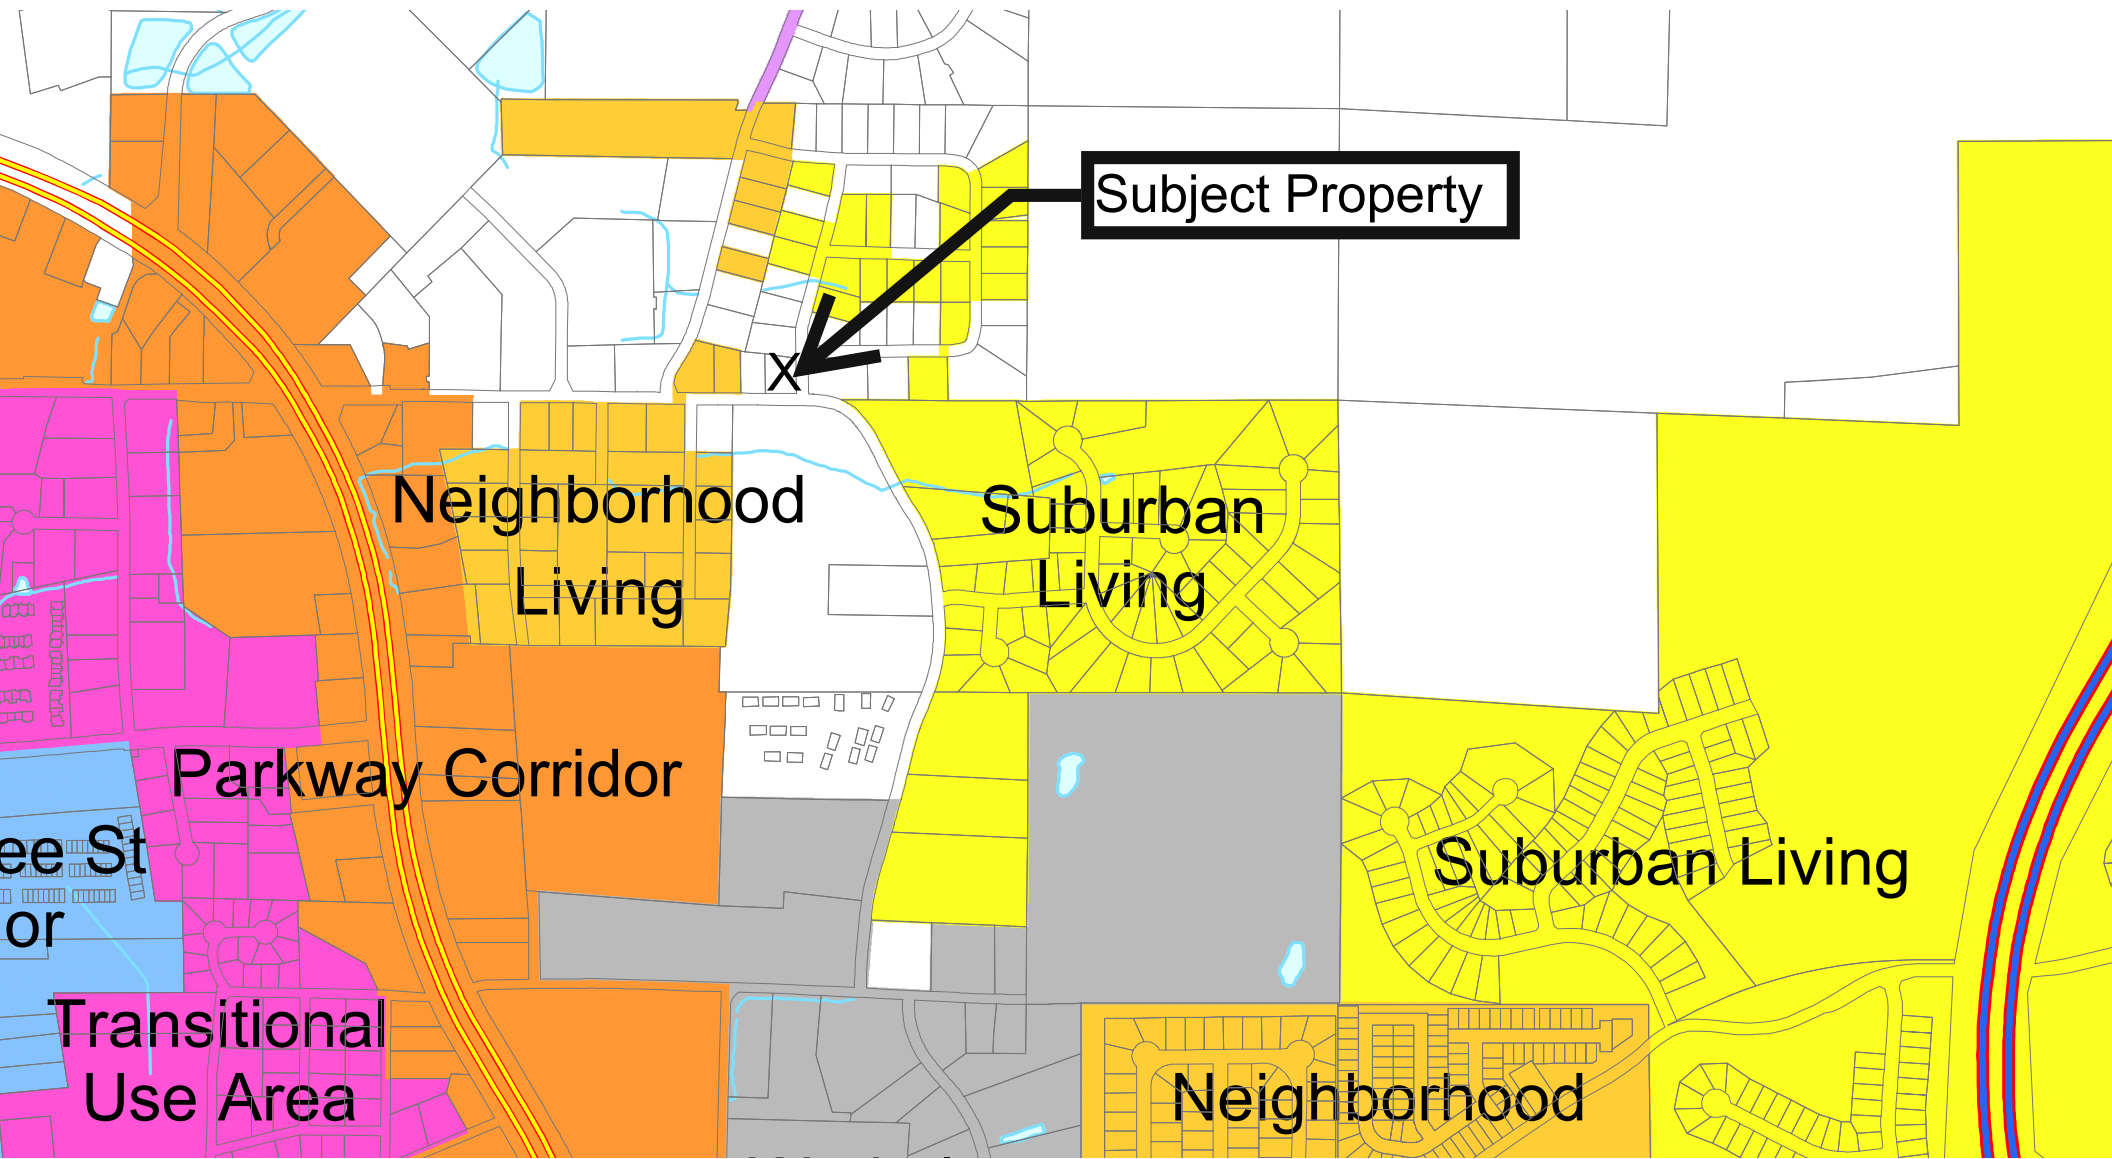 Subject Property
X
Neighborhood
Living
Suburban
Living
Parkway Corridor
ee St
or
Suburban Living
Transitional
Use Area
Neighborhood